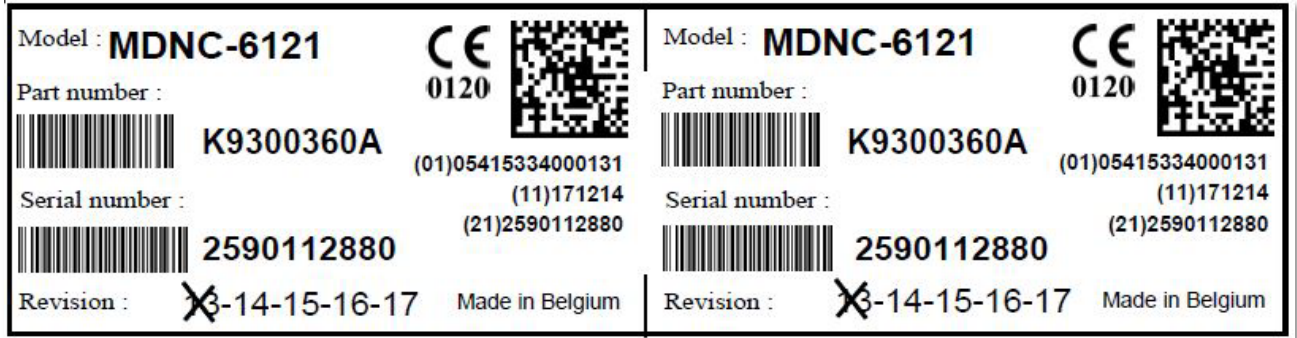 Model : MDNC-6121
CE
0120
Part number :
K9300360A
(01)05415334000131
(11)171214
(21)2590112880
Serial number :
2590112880
Revision : 13-14-15-16-17
Made in Belgium
Model : MDNC-6121
CE
0120
Part number :
K9300360A
(01)05415334000131
(11)171214
(21)2590112880
Serial number :
2590112880
Revision : 13-14-15-16-17
Made in Belgium